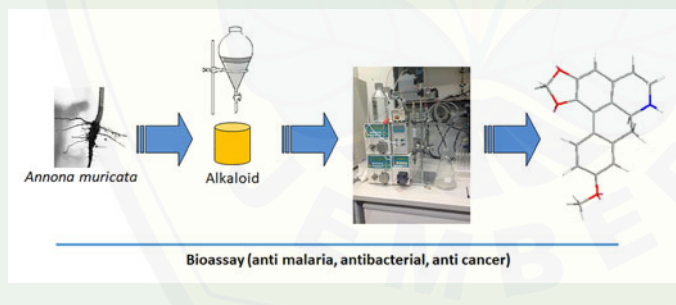 Annona muricata
Alkaloid
Bioassay (anti malaria, antibacterial, anti cancer)